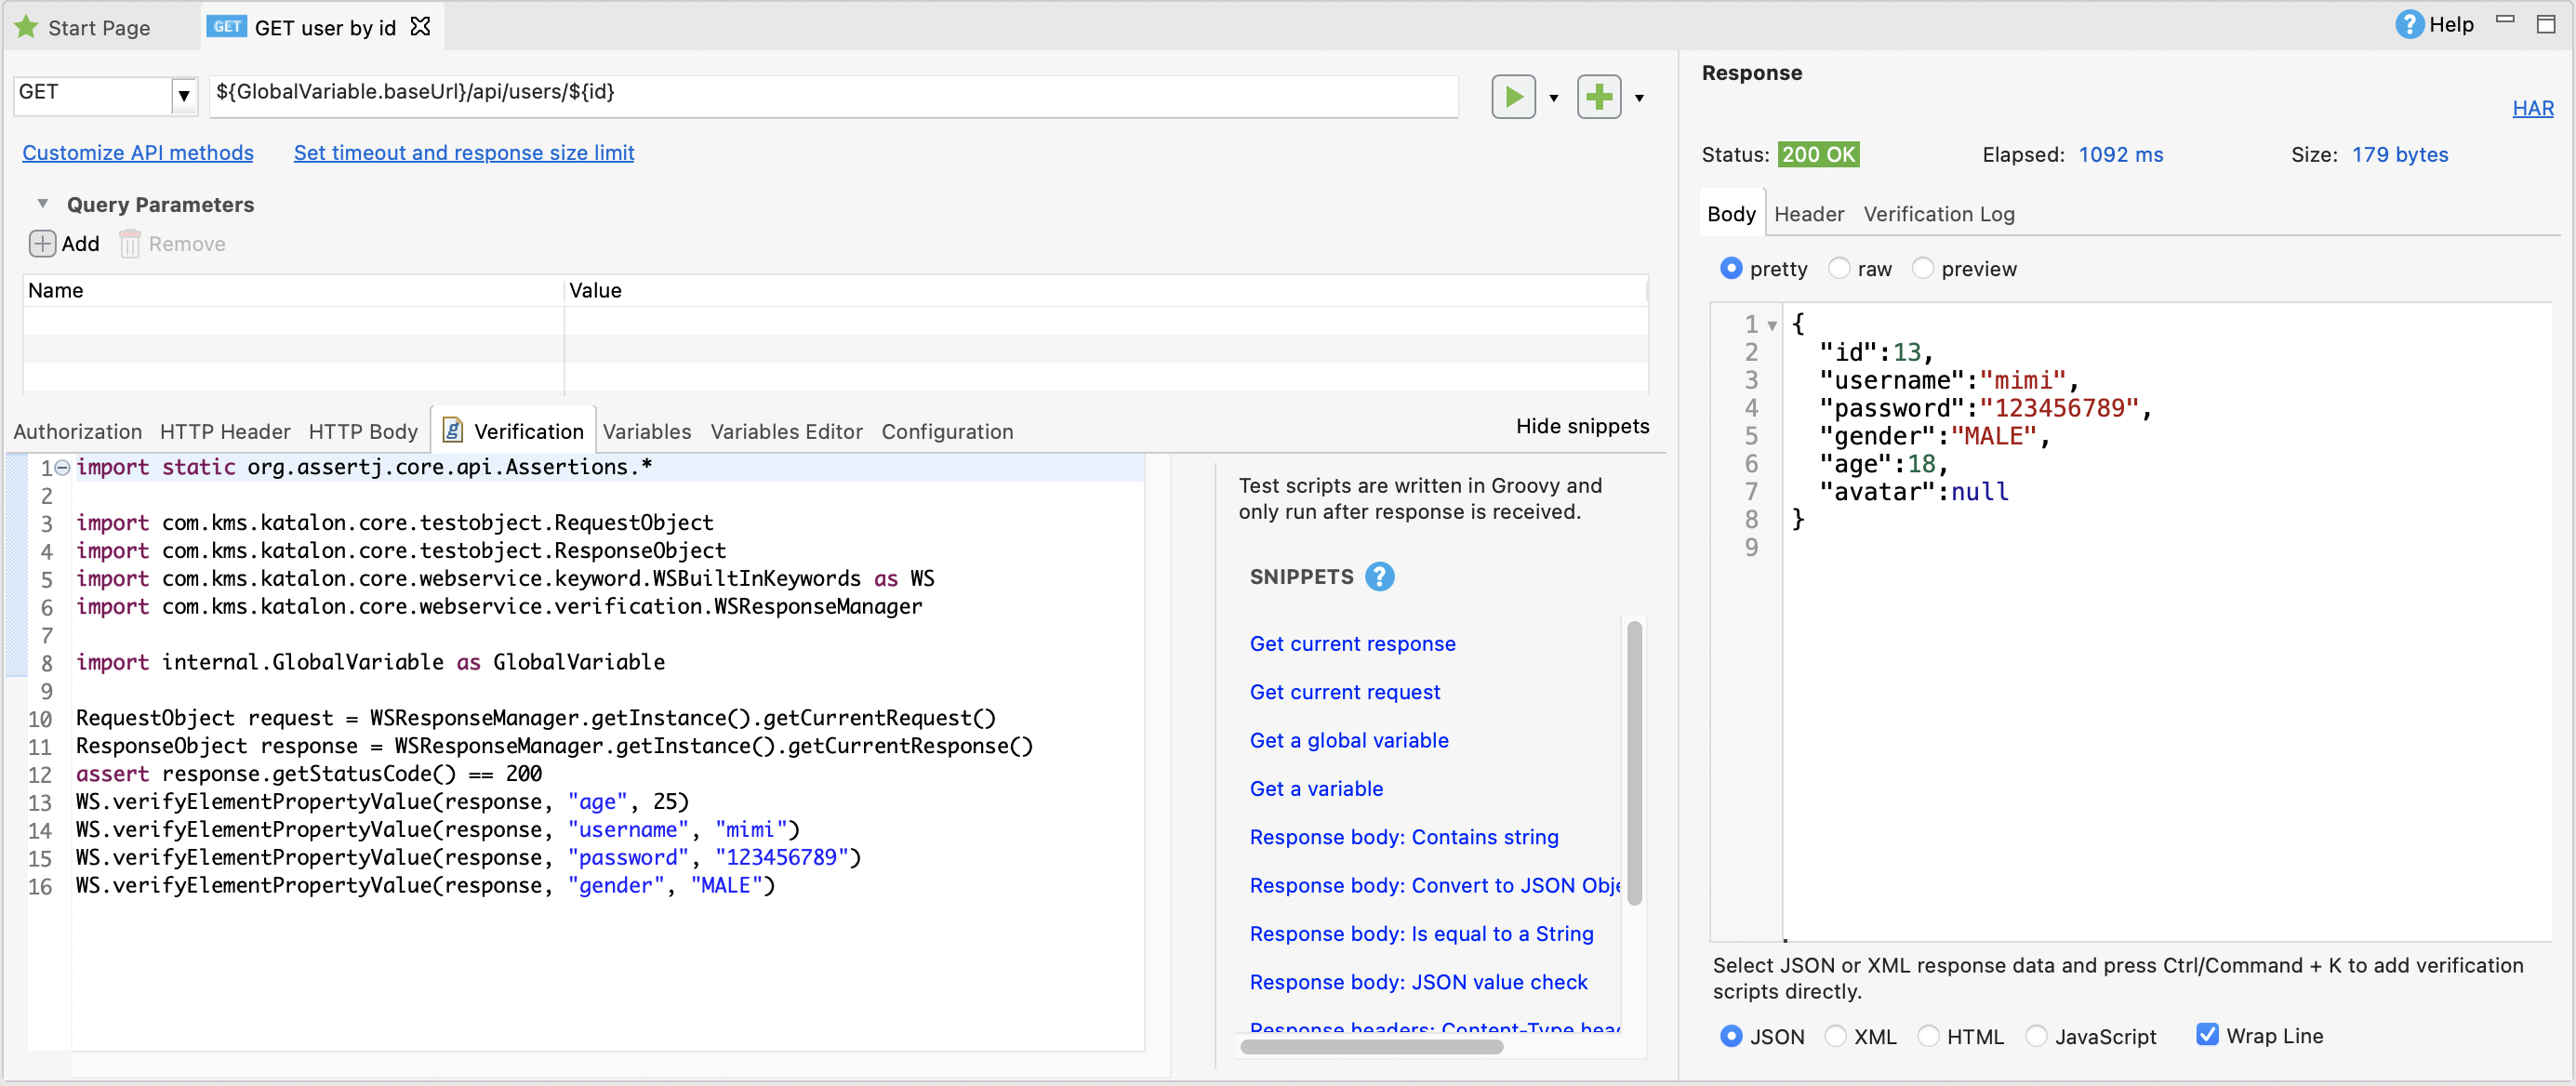 Start Page
GET GET user by id
Help
GET
${GlobalVariable.baseUrl}/api/users/${id}
Customize API methods
Set timeout and response size limit
Query Parameters
Add
Remove
Name Value
Authorization HTTP Header HTTP Body Verification Variables Variables Editor Configuration
Hide snippets
1 import static org.assertj.core.api.Assertions.*
2
3 import com.kms.katalon.core.testobject.RequestObject
4 import com.kms.katalon.core.testobject.ResponseObject
5 import com.kms.katalon.core.webservice.keyword.WSBuiltInKeywords as WS
6 import com.kms.katalon.core.webservice.verification.WSResponseManager
7
8 import internal.GlobalVariable as GlobalVariable
9
10 RequestObject request = WSResponseManager.getInstance().getCurrentRequest()
11 ResponseObject response = WSResponseManager.getInstance().getCurrentResponse()
12 assert response.getStatusCode() == 200
13 WS.verifyElementPropertyValue(response, "age", 25)
14 WS.verifyElementPropertyValue(response, "username", "mimi")
15 WS.verifyElementPropertyValue(response, "password", "123456789")
16 WS.verifyElementPropertyValue(response, "gender", "MALE")
Test scripts are written in Groovy and
only run after response is received.
SNIPPETS ?
Get current response
Get current request
Get a global variable
Get a variable
Response body: Contains string
Response body: Convert to JSON Obje
Response body: Is equal to a String
Response body: JSON value check
Response headers: Content-Type head
Response
HAR
Status: 200 OK Elapsed: 1092 ms Size: 179 bytes
Body Header Verification Log
pretty raw preview
1 {
2 "id":13,
3 "username":"mimi",
4 "password":"123456789",
5 "gender":"MALE",
6 "age":18,
7 "avatar":null
8 }
9
Select JSON or XML response data and press Ctrl/Command + K to add verification
scripts directly.
JSON XML HTML JavaScript Wrap Line